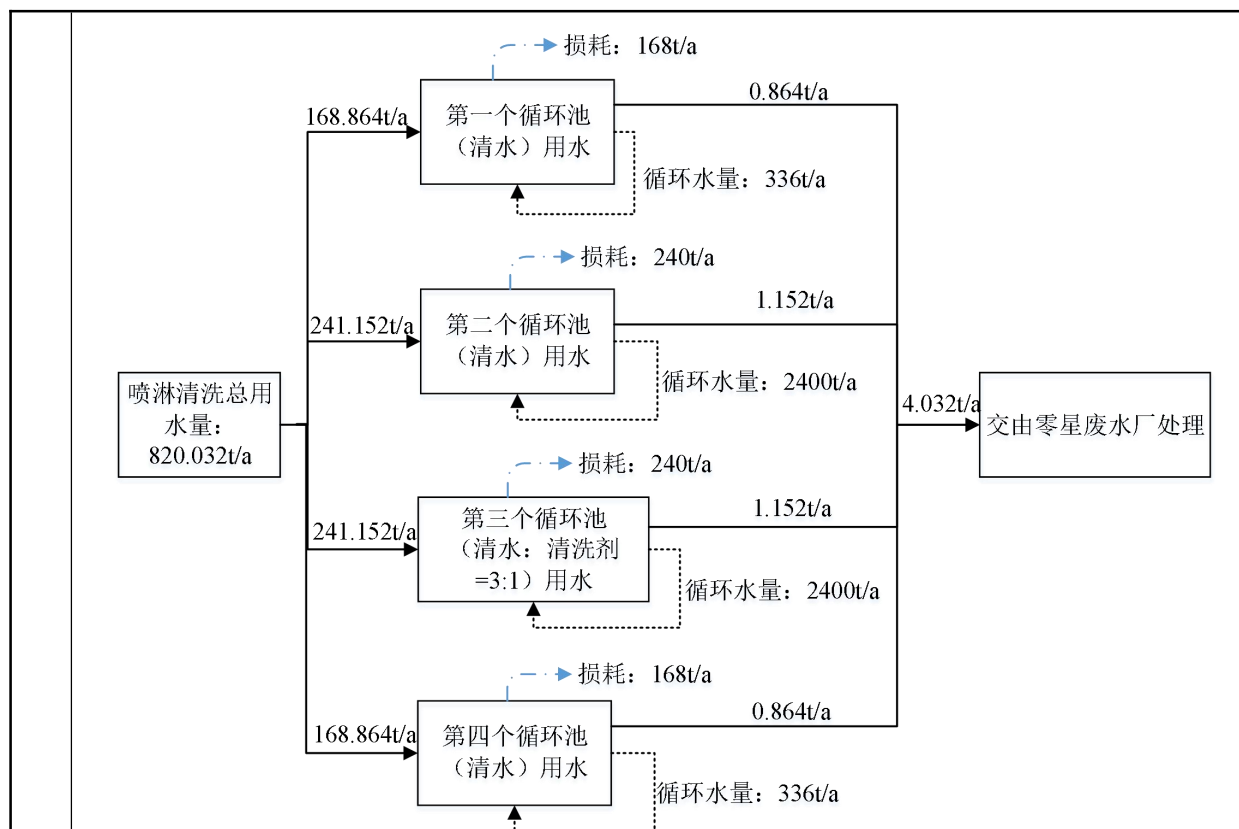 损耗：168t/a
168.864t/a
第一个循环池
（清水）用水
0.864t/a
循环水量：336t/a
损耗：240t/a
241.152t/a
第二个循环池
（清水）用水
1.152t/a
循环水量：2400t/a
喷淋清洗总用
水量：
820.032t/a
4.032t/a
交由零星废水厂处理
损耗：240t/a
241.152t/a
第三个循环池
（清水：清洗剂
=3:1）用水
1.152t/a
循环水量：2400t/a
损耗：168t/a
168.864t/a
第四个循环池
（清水）用水
0.864t/a
循环水量：336t/a